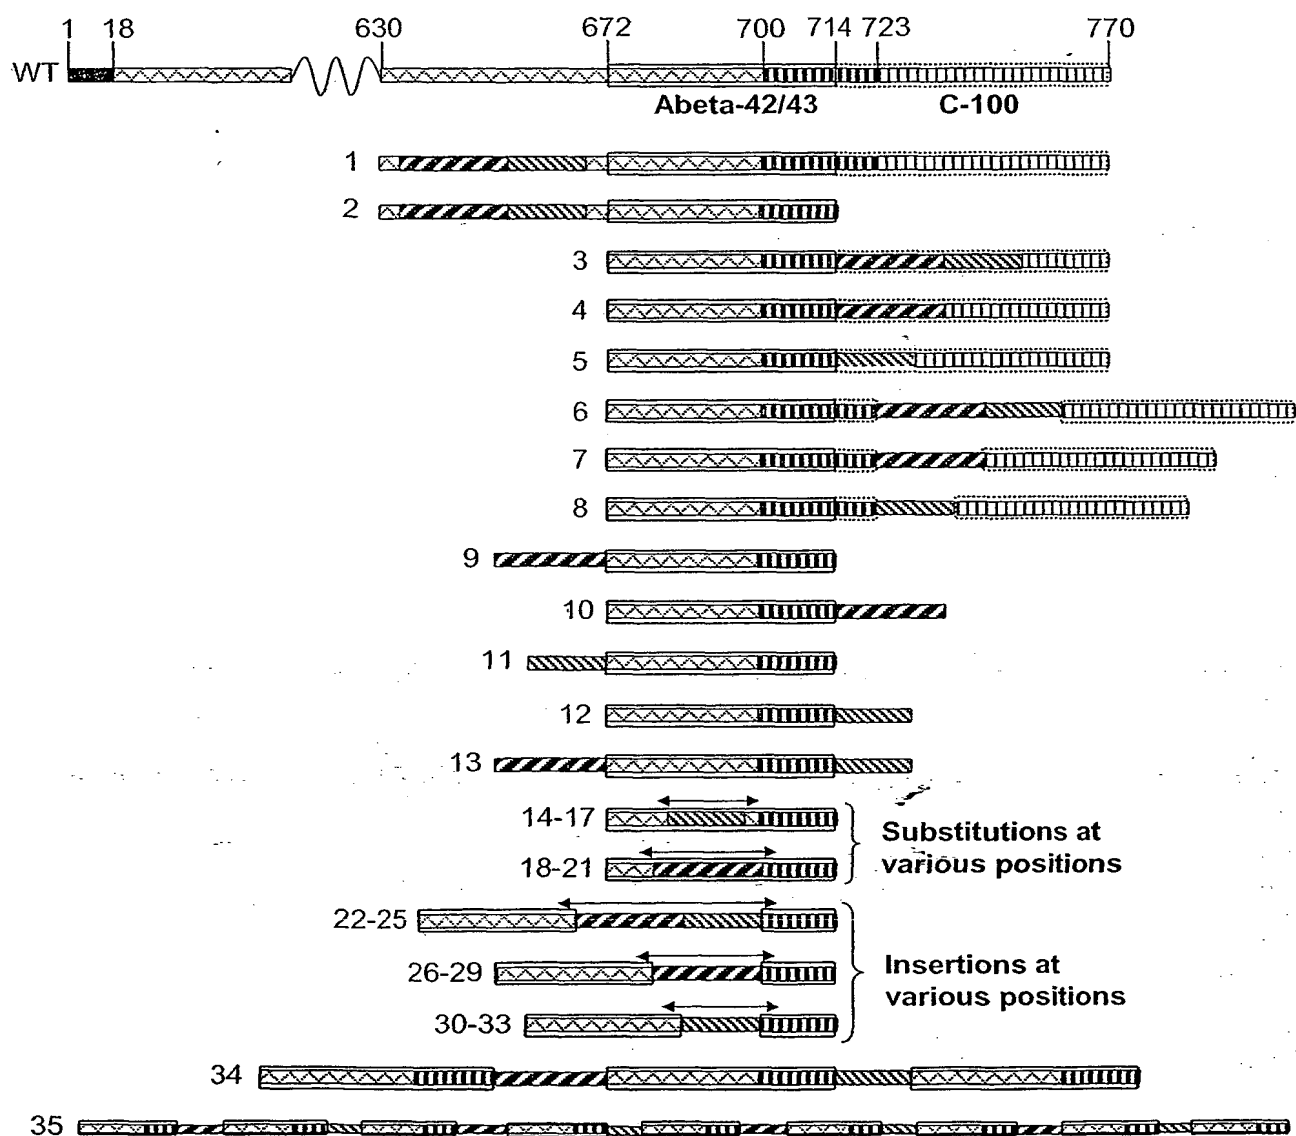 1 18 630 672 700 714 723 770
WT
Abeta-42/43 C-100
1
2
3
4
5
6
7
8
9
10
11
12
13
14-17
18-21
Substitutions at
various positions
22-25
26-29
30-33
Insertions at
various positions
34
35